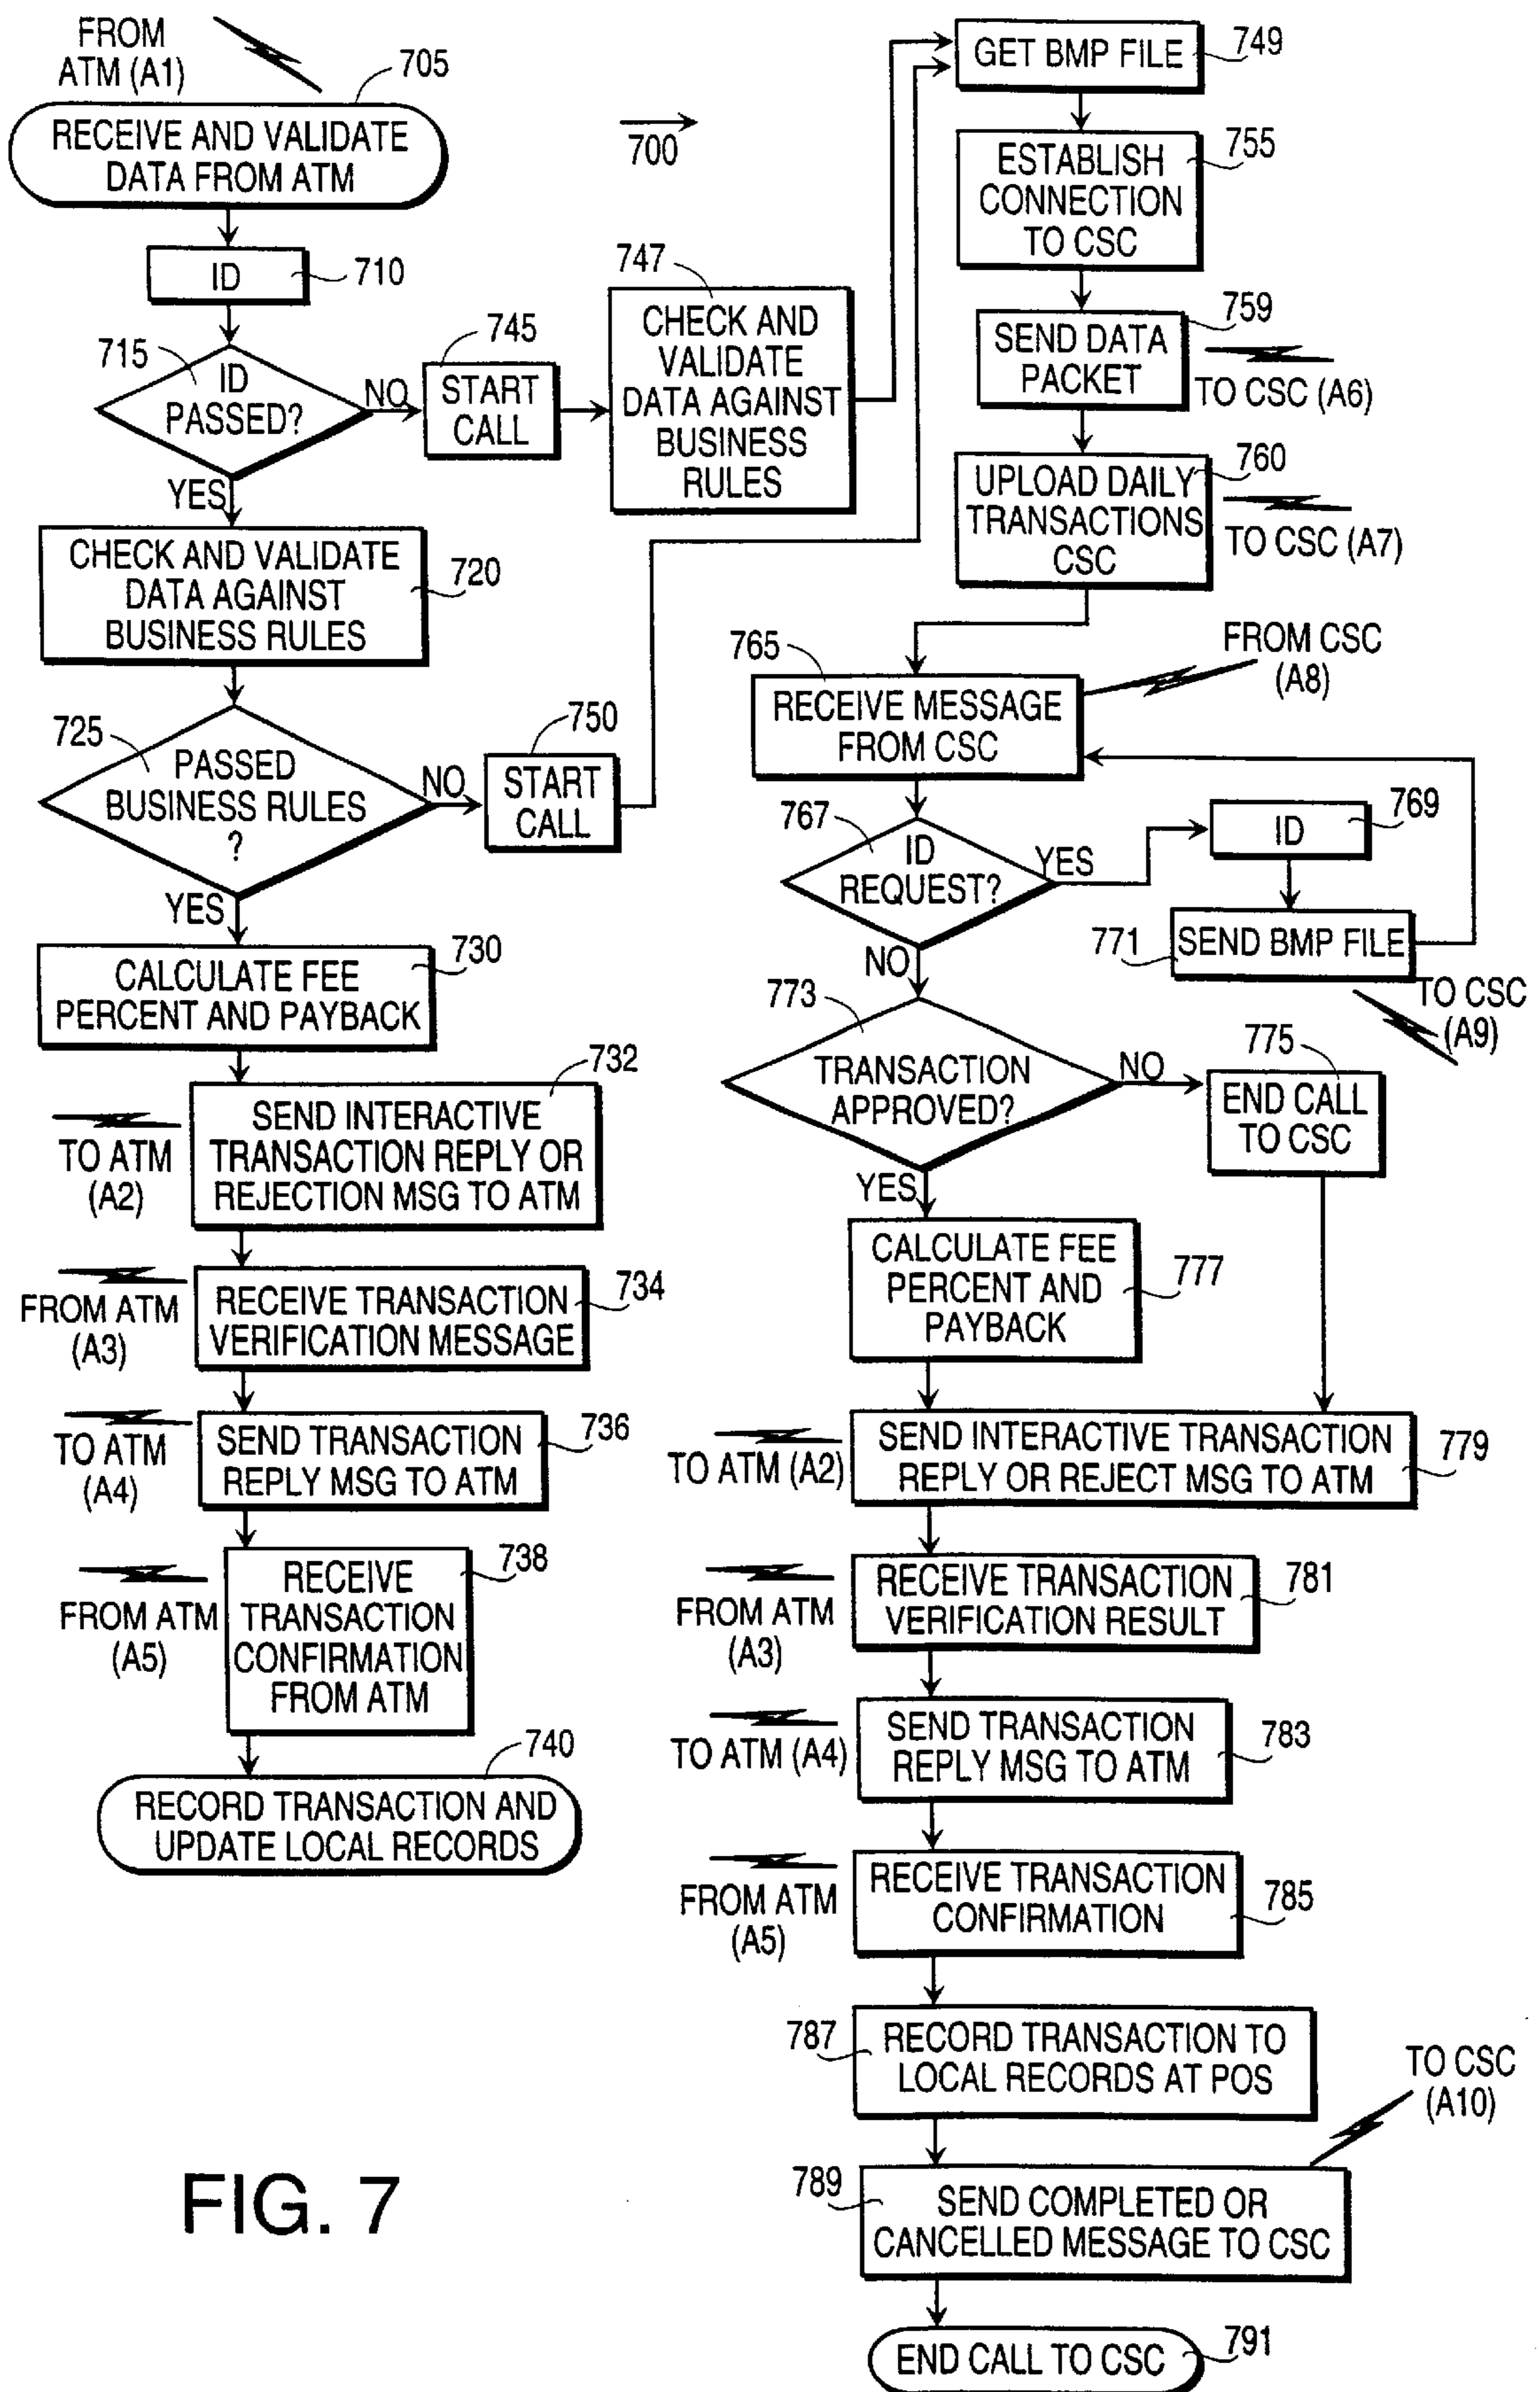 FROM
ATM (A1)
705
RECEIVE AND VALIDATE
DATA FROM ATM
700
ID
710
715
ID
PASSED?
NO
YES
745
START
CALL
747
CHECK AND
VALIDATE
DATA AGAINST
BUSINESS
RULES
CHECK AND VALIDATE
DATA AGAINST
BUSINESS RULES
720
725
PASSED
BUSINESS RULES
?
NO
YES
750
START
CALL
CALCULATE FEE
PERCENT AND PAYBACK
730
732
SEND INTERACTIVE
TRANSACTION REPLY OR
REJECTION MSG TO ATM
TO ATM
(A2)
RECEIVE TRANSACTION
VERIFICATION MESSAGE
734
FROM ATM
(A3)
SEND TRANSACTION
REPLY MSG TO ATM
736
TO ATM
(A4)
RECEIVE
TRANSACTION
CONFIRMATION
FROM ATM
738
FROM ATM
(A5)
740
RECORD TRANSACTION AND
UPDATE LOCAL RECORDS
GET BMP FILE
749
ESTABLISH
CONNECTION
TO CSC
755
SEND DATA
PACKET
759
TO CSC (A6)
UPLOAD DAILY
TRANSACTIONS
CSC
760
TO CSC (A7)
765
RECEIVE MESSAGE
FROM CSC
FROM CSC
(A8)
767
ID
REQUEST?
YES
NO
ID
769
771
SEND BMP FILE
TO CSC
(A9)
773
TRANSACTION
APPROVED?
NO
YES
775
END CALL
TO CSC
CALCULATE FEE
PERCENT AND
PAYBACK
777
SEND INTERACTIVE TRANSACTION
REPLY OR REJECT MSG TO ATM
779
TO ATM (A2)
RECEIVE TRANSACTION
VERIFICATION RESULT
781
FROM ATM
(A3)
SEND TRANSACTION
REPLY MSG TO ATM
783
TO ATM (A4)
RECEIVE TRANSACTION
CONFIRMATION
785
FROM ATM
(A5)
787
RECORD TRANSACTION TO
LOCAL RECORDS AT POS
TO CSC
(A10)
789
SEND COMPLETED OR
CANCELLED MESSAGE TO CSC
END CALL TO CSC
791
FIG. 7